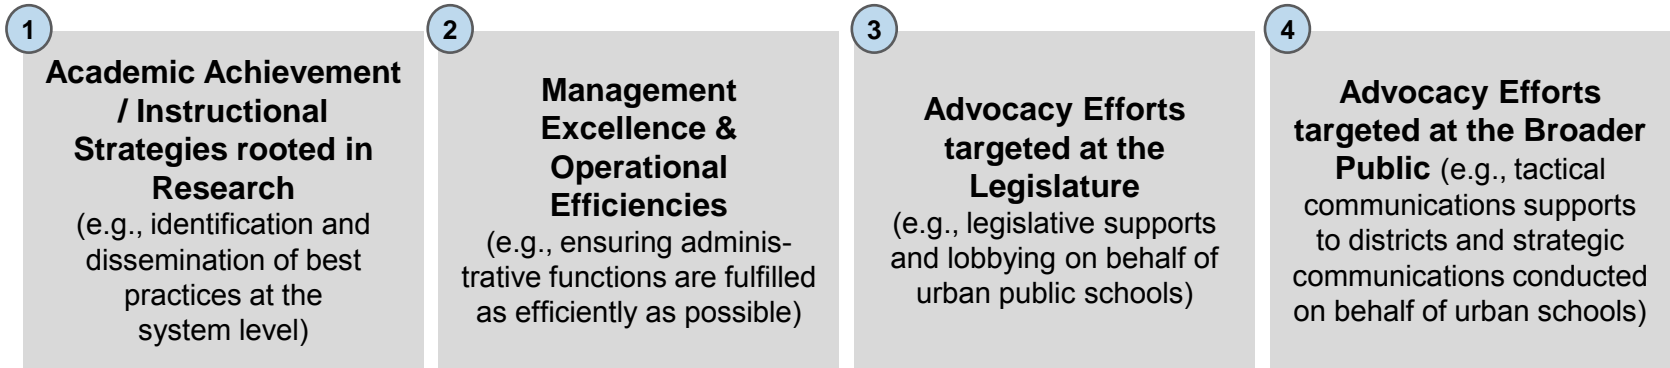 1
Academic Achievement
/ Instructional
Strategies rooted in
Research
(e.g., identification and
dissemination of best
practices at the
system level)
2
Management
Excellence &
Operational
Efficiencies
(e.g., ensuring adminis-
trative functions are fulfilled
as efficiently as possible)
3
Advocacy Efforts
targeted at the
Legislature
(e.g., legislative supports
and lobbying on behalf of
urban public schools)
4
Advocacy Efforts
targeted at the Broader
Public (e.g., tactical
communications supports
to districts and strategic
communications conducted
on behalf of urban schools)